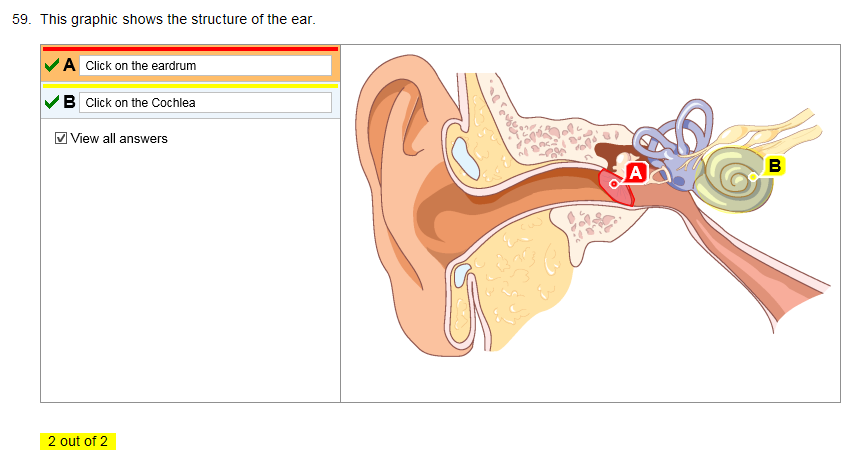 59. This graphic shows the structure of the ear.
A Click on the eardrum
B Click on the Cochlea
View all answers
A
B
2 out of 2